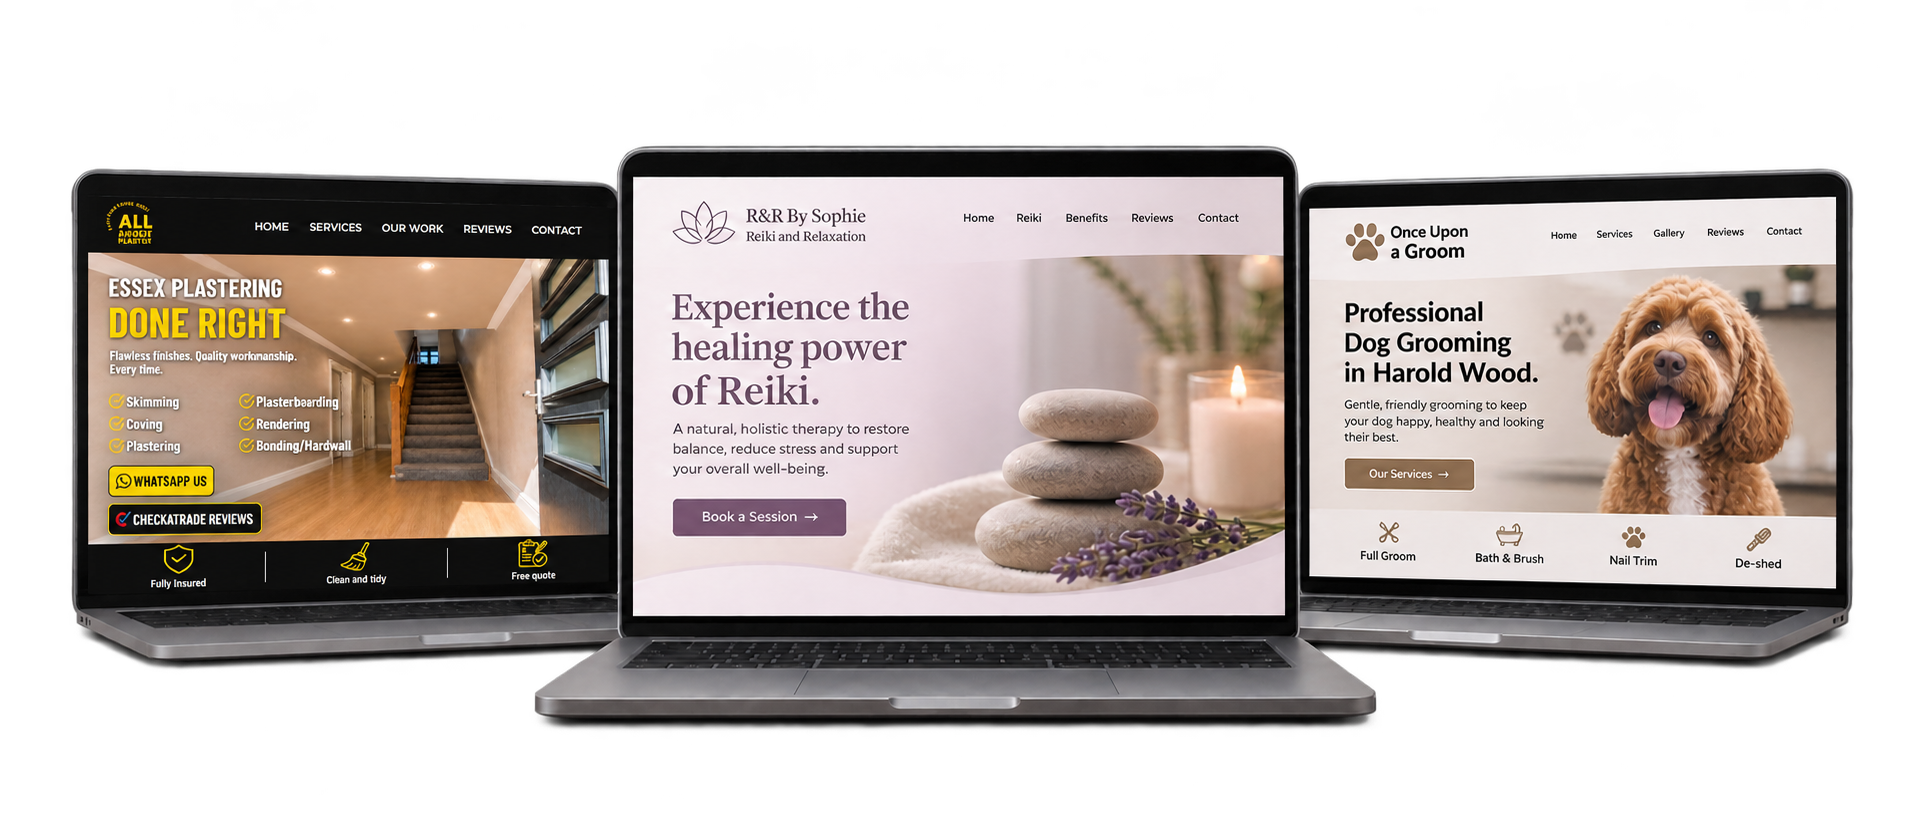 ALL
ABOUT
PLASTER
HOME SERVICES OUR WORK REVIEWS CONTACT
ESSEX PLASTERING
DONE RIGHT
Flawless finishes. Quality workmanship.
Every time.
Skimming
Plasterboarding
Coving
Rendering
Plastering
Bonding/Hardwall
WHATSAPP US
CHECKATRADE REVIEWS
Fully Insured
Clean and tidy
Free quote
R&R By Sophie
Reiki and Relaxation
Home Reiki Benefits Reviews Contact
Experience the
healing power
of Reiki.
A natural, holistic therapy to restore
balance, reduce stress and support
your overall well-being.
Book a Session →
Once Upon
a Groom
Home Services Gallery Reviews Contact
Professional
Dog Grooming
in Harold Wood.
Gentle, friendly grooming to keep
your dog happy, healthy and looking
their best.
Our Services →
Full Groom
Bath & Brush
Nail Trim
De-shed